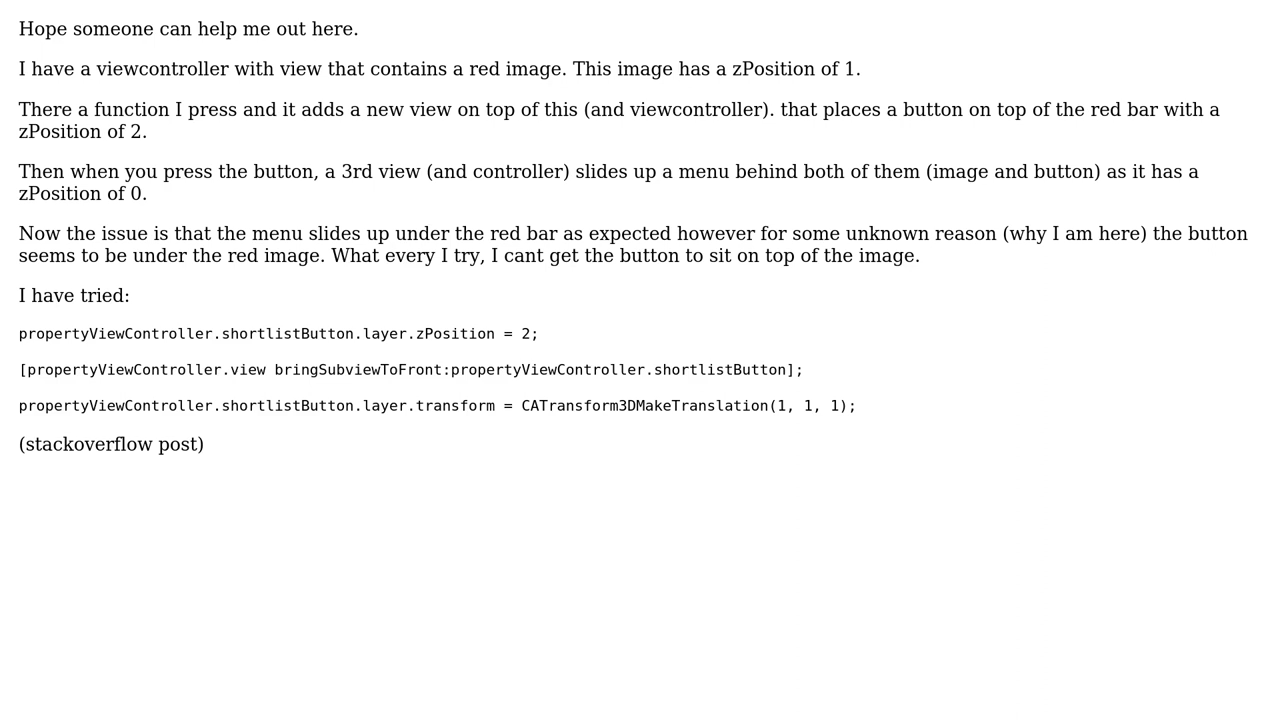 Hope someone can help me out here.
I have a viewcontroller with view that contains a red image. This image has a zPosition of 1.
There a function I press and it adds a new view on top of this (and viewcontroller). that places a button on top of the red bar with a
zPosition of 2.
Then when you press the button, a 3rd view (and controller) slides up a menu behind both of them (image and button) as it has a
zPosition of 0.
Now the issue is that the menu slides up under the red bar as expected however for some unknown reason (why I am here) the button
seems to be under the red image. What every I try, I cant get the button to sit on top of the image.
I have tried:
propertyViewController.shortlistButton.layer.zPosition = 2;
[propertyViewController.view bringSubviewToFront:propertyViewController.shortlistButton];
propertyViewController.shortlistButton.layer.transform = CATransform3DMakeTranslation(1, 1, 1);
(stackoverflow post)